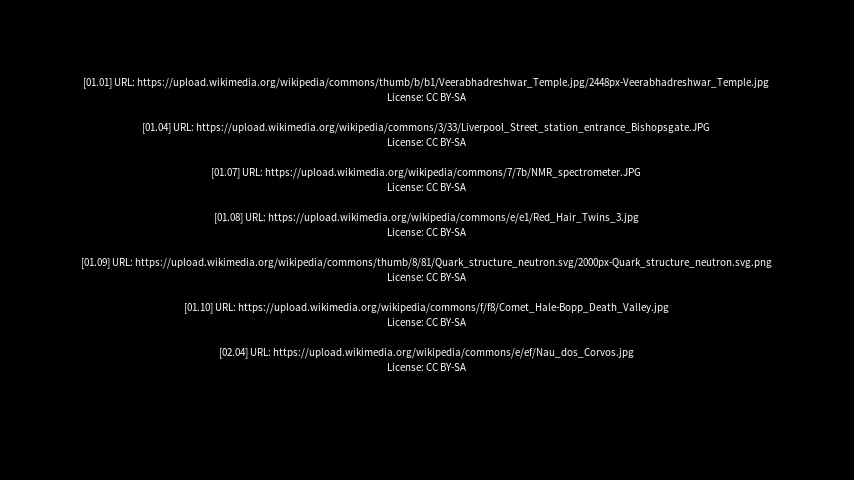 [01.01] URL: https://upload.wikimedia.org/wikipedia/commons/thumb/b/b1/Veerabhadreshwar_Temple.jpg/2448px-Veerabhadreshwar_Temple.jpg
License: CC BY-SA
[01.04] URL: https://upload.wikimedia.org/wikipedia/commons/3/33/Liverpool_Street_station_entrance_Bishopsgate.JPG
License: CC BY-SA
[01.07] URL: https://upload.wikimedia.org/wikipedia/commons/7/7b/NMR_spectrometer.JPG
License: CC BY-SA
[01.08] URL: https://upload.wikimedia.org/wikipedia/commons/e/e1/Red_Hair_Twins_3.jpg
License: CC BY-SA
[01.09] URL: https://upload.wikimedia.org/wikipedia/commons/thumb/8/81/Quark_structure_neutron.svg/2000px-Quark_structure_neutron.svg.png
License: CC BY-SA
[01.10] URL: https://upload.wikimedia.org/wikipedia/commons/f/f8/Comet_Hale-Bopp_Death_Valley.jpg
License: CC BY-SA
[02.04] URL: https://upload.wikimedia.org/wikipedia/commons/e/ef/Nau_dos_Corvos.jpg
License: CC BY-SA